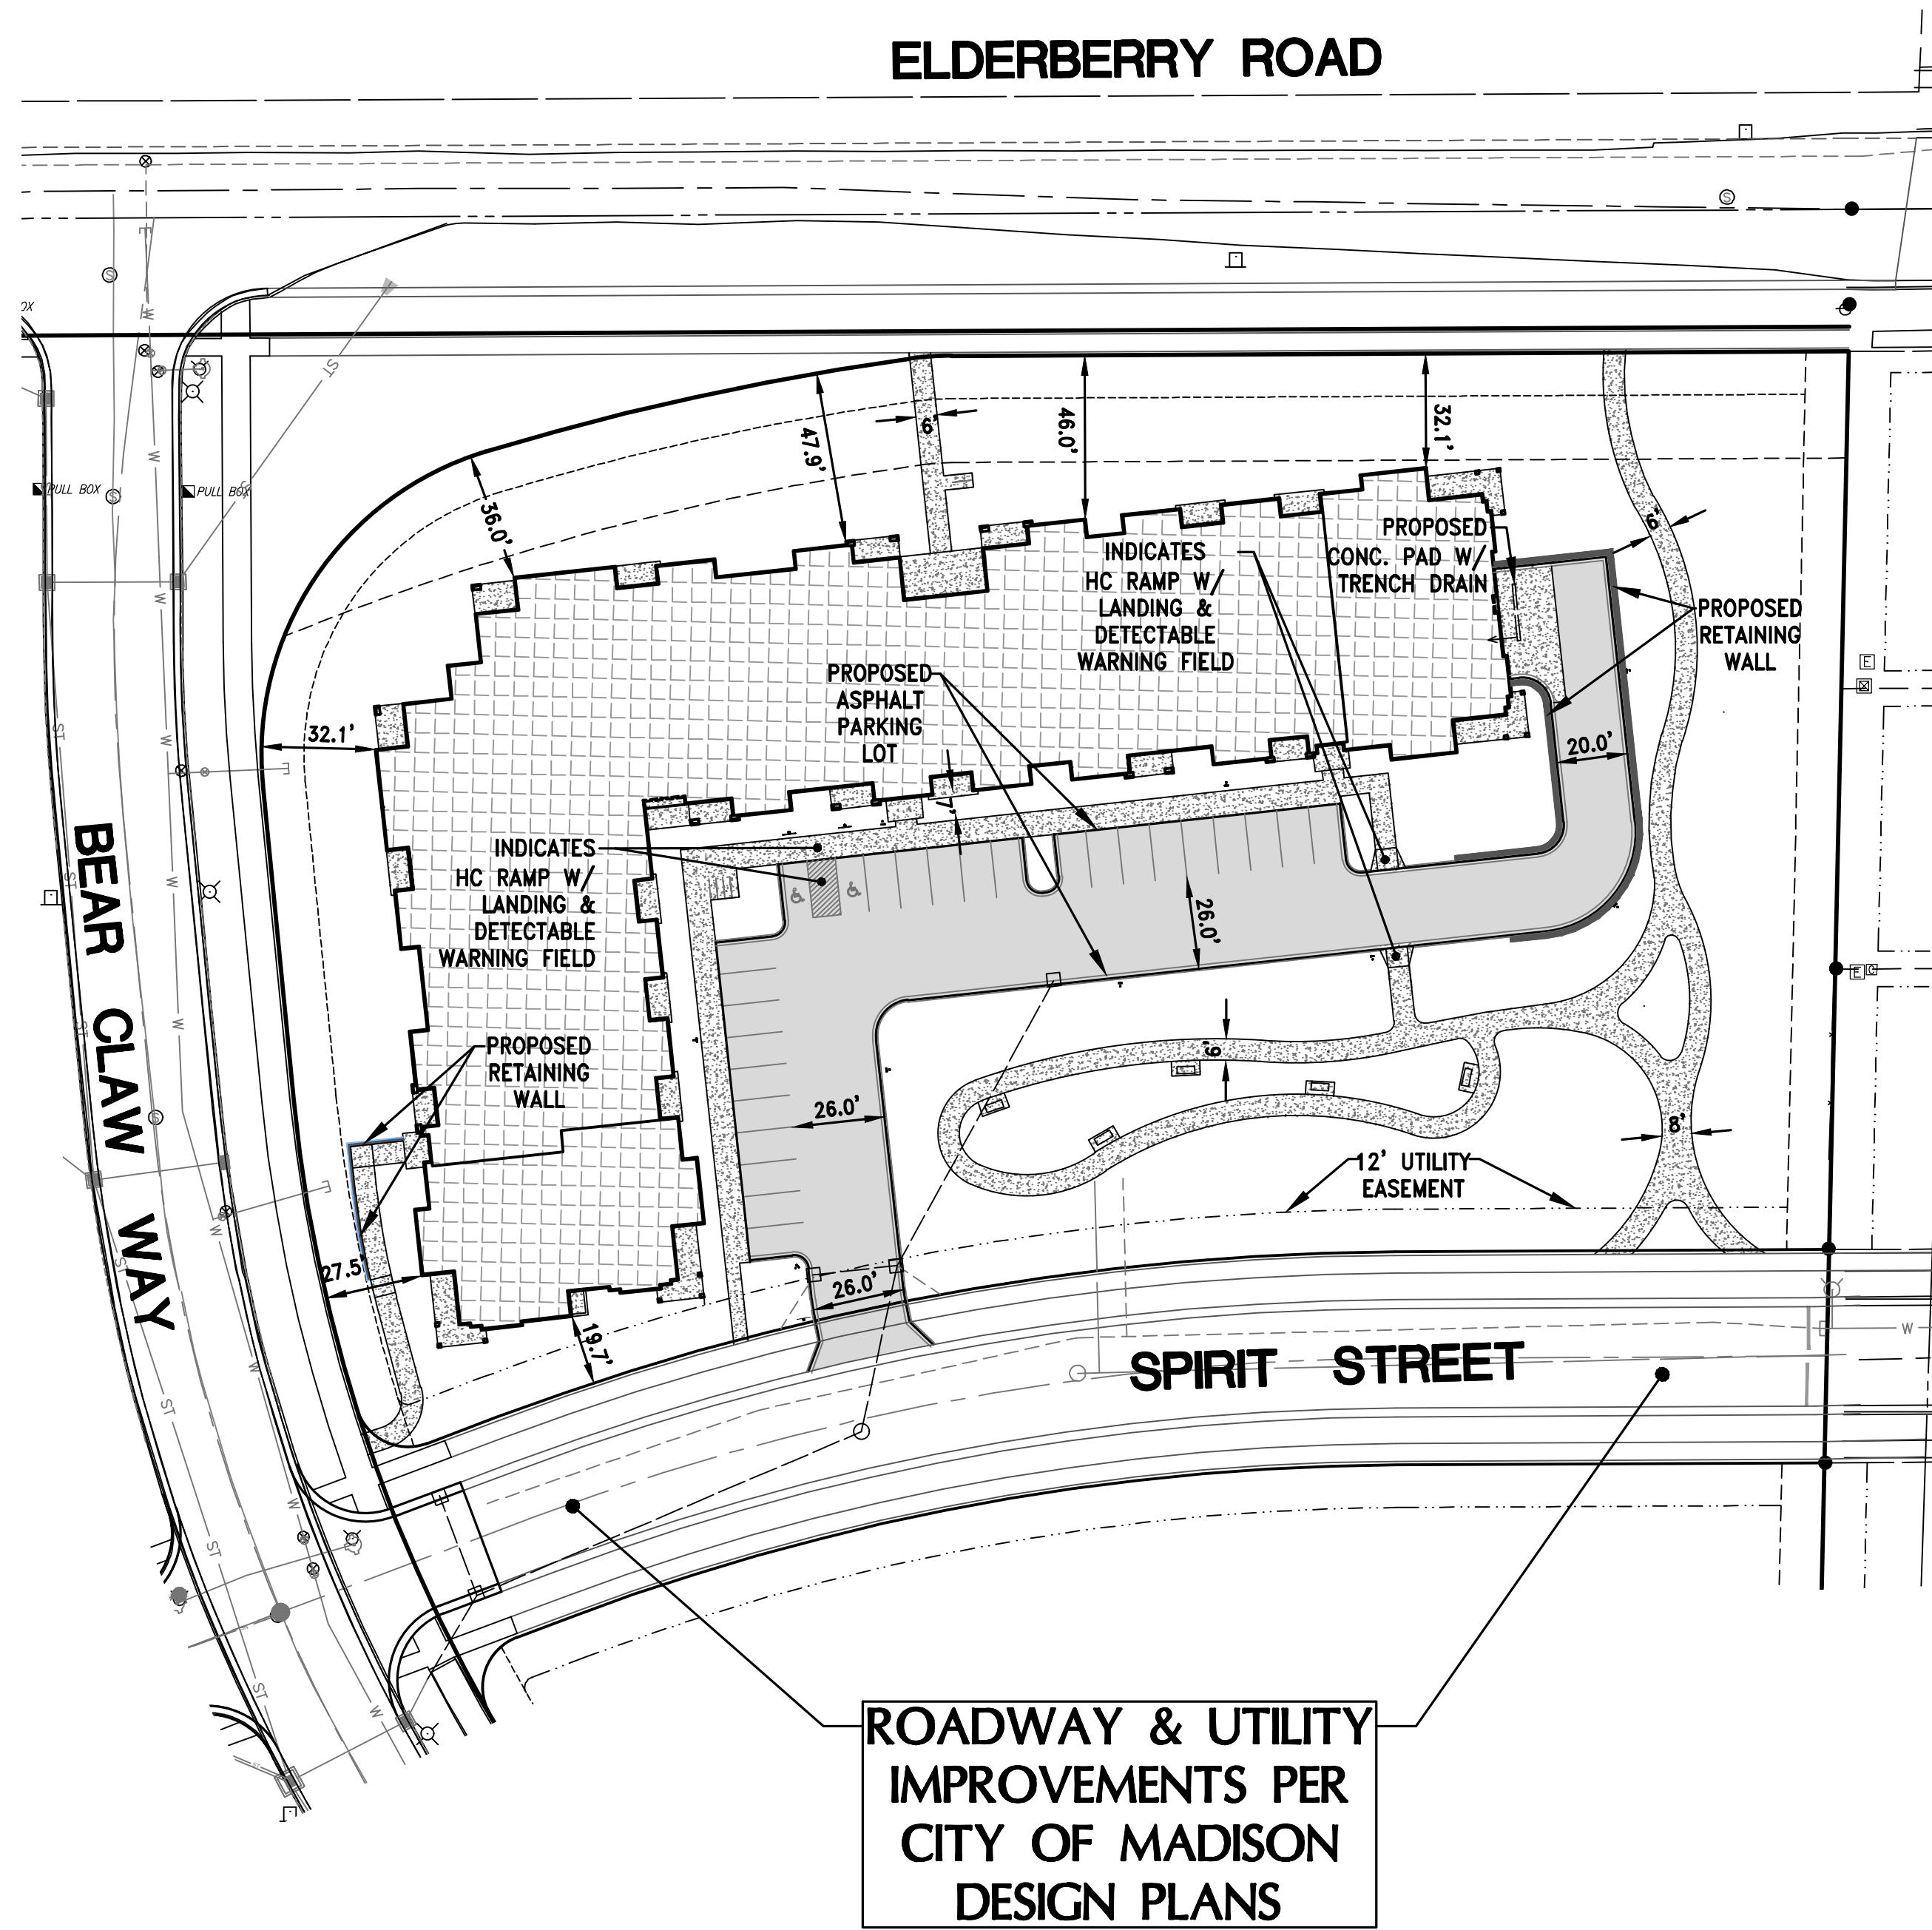 ELDERBERRY ROAD
PULL BOX
PULL BOX
ST
S
W
47.9'
6'
46.0'
32.1'
36.0'
INDICATES
HC RAMP W/
LANDING &
DETECTABLE
WARNING FIELD
PROPOSED
CONC. PAD W/
TRENCH DRAIN
6'
PROPOSED
RETAINING
WALL
PROPOSED
ASPHALT
PARKING
LOT
32.1'
20.0'
7'
E
E
BEAR CLAW WAY
INDICATES
HC RAMP W/
LANDING &
DETECTABLE
WARNING FIELD
26.0'
PROPOSED
RETAINING
WALL
6'
26.0'
8'
12' UTILITY
EASEMENT
27.5
26.0'
19.7'
SPIRIT STREET
W
ST
ROADWAY & UTILITY
IMPROVEMENTS PER
CITY OF MADISON
DESIGN PLANS